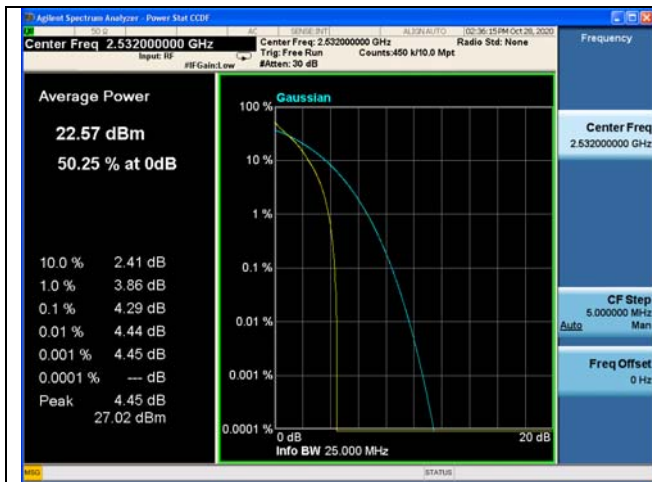 Agilent Spectrum Analyzer - Power Stat CCDF
50 Ω AC SENSE:INT ALIGN AUTO 02:36:15 PM Oct 28, 2020
Center Freq 2.532000000 GHz
Center Freq: 2.532000000 GHz
Radio Std: None
Input: RF
Trig: Free Run
Counts:450 k/10.0 Mpt
#IFGain:Low
#Atten: 30 dB
Frequency
Average Power
22.57 dBm
50.25 % at 0dB
10.0 % 2.41 dB
1.0 % 3.86 dB
0.1 % 4.29 dB
0.01 % 4.44 dB
0.001 % 4.45 dB
0.0001 % --- dB
Peak 4.45 dB
27.02 dBm
Gaussian
100 %
10 %
1 %
0.1 %
0.01 %
0.001 %
0.0001 %
0 dB
20 dB
Info BW 25.000 MHz
Center Freq
2.532000000 GHz
CF Step
5.000000 MHz
Auto Man
Freq Offset
0 Hz
MSG
STATUS